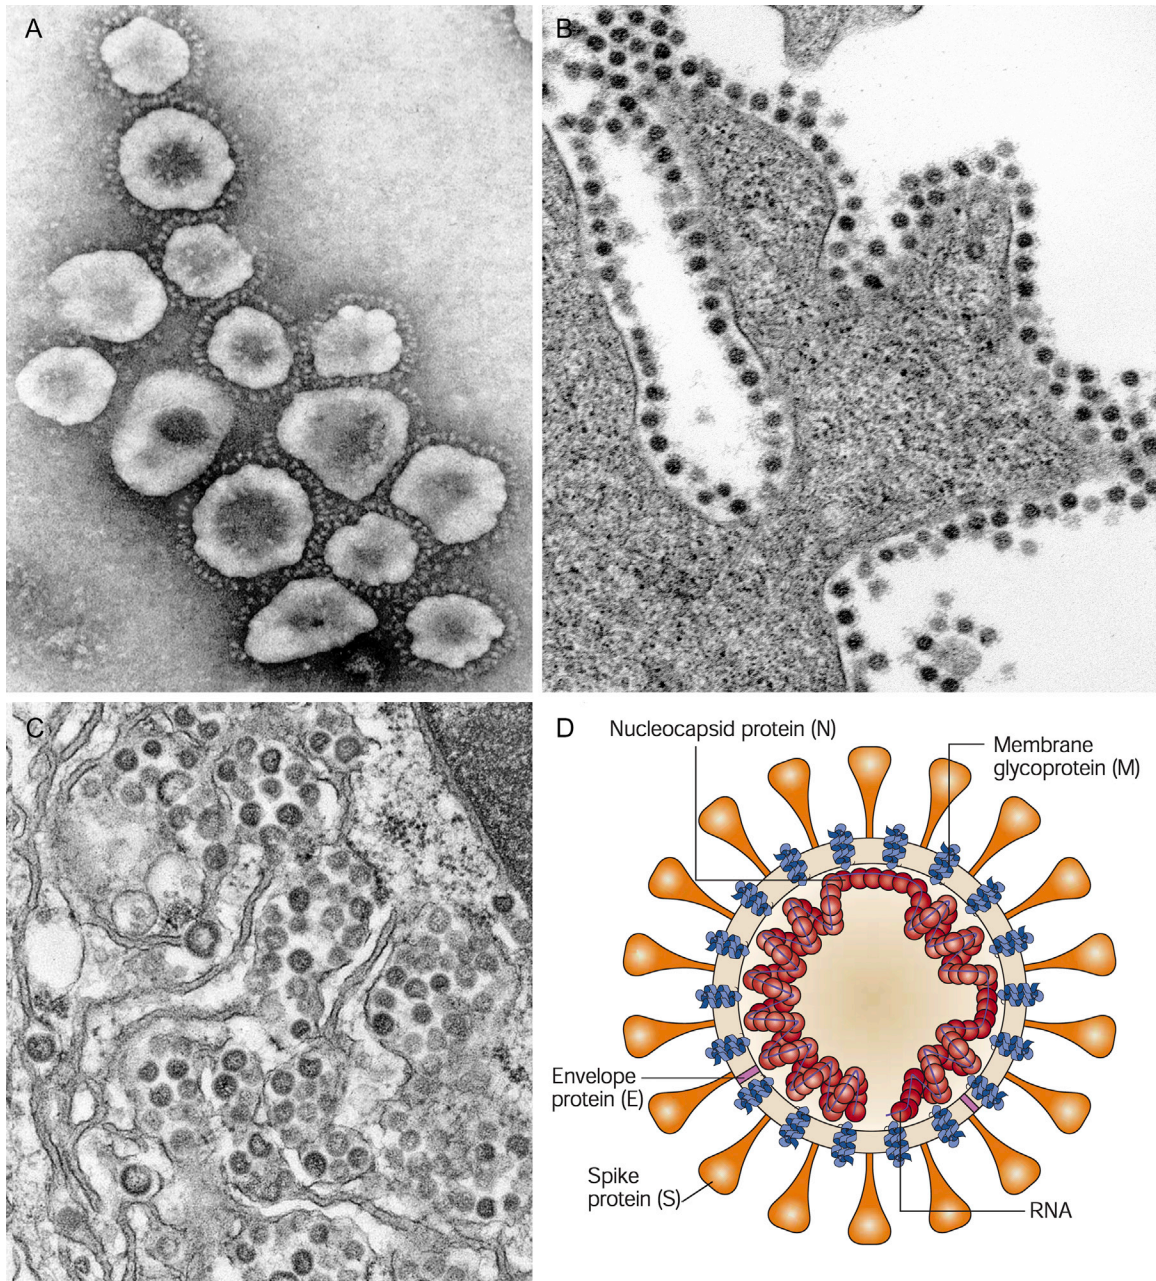 A
B
C
D
Nucleocapsid protein (N)
Membrane
glycoprotein (M)
Envelope
protein (E)
Spike
protein (S)
RNA